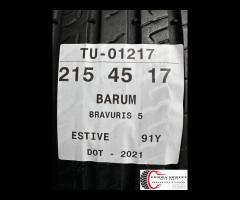 TU-01217
215 45 17
BARUM
BRAVURIS 5
ESTIVE 91Y
DOT - 2021